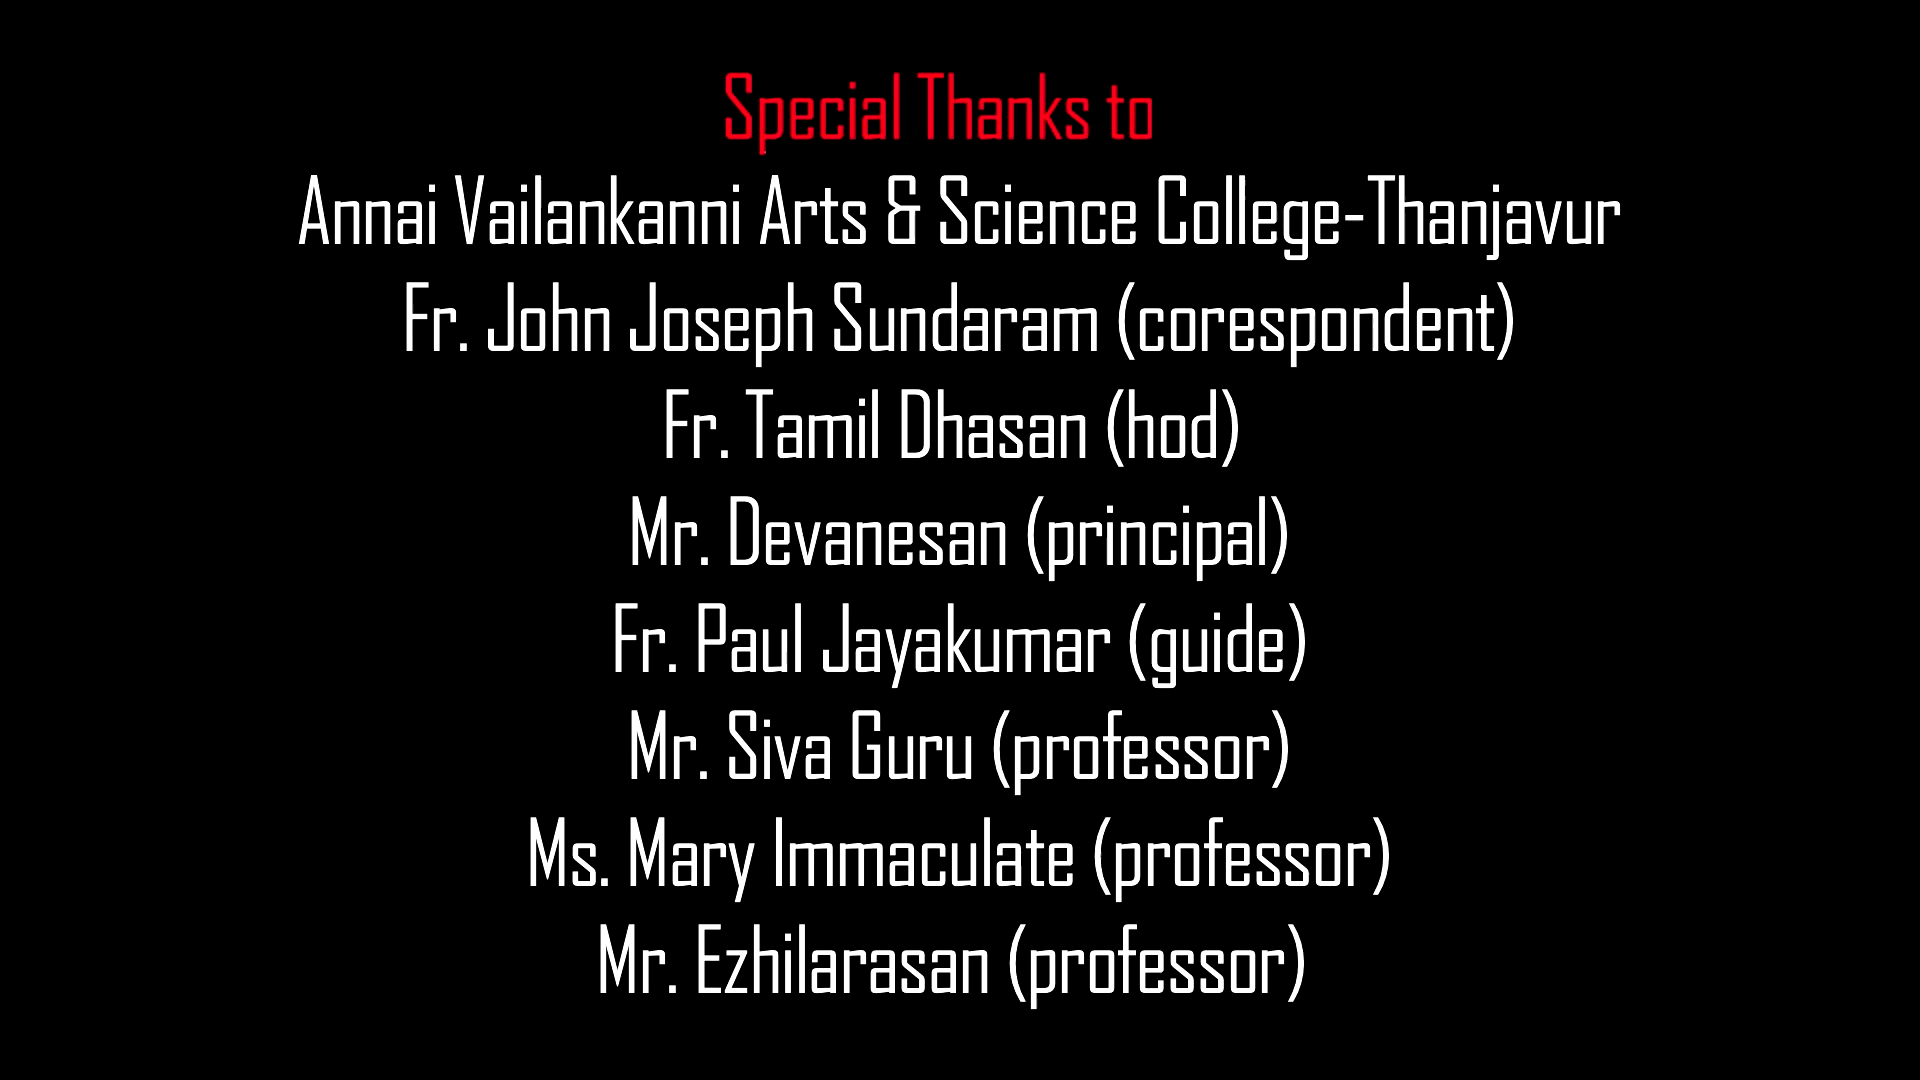 Special Thanks to
Annai Vailankanni Arts & Science College-Thanjavur
Fr. John Joseph Sundaram (corespondent)
Fr. Tamil Dhasan (hod)
Mr. Devanesan (principal)
Fr. Paul Jayakumar (guide)
Mr. Siva Guru (professor)
Ms. Mary Immaculate (professor)
Mr. Ezhilarasan (professor)